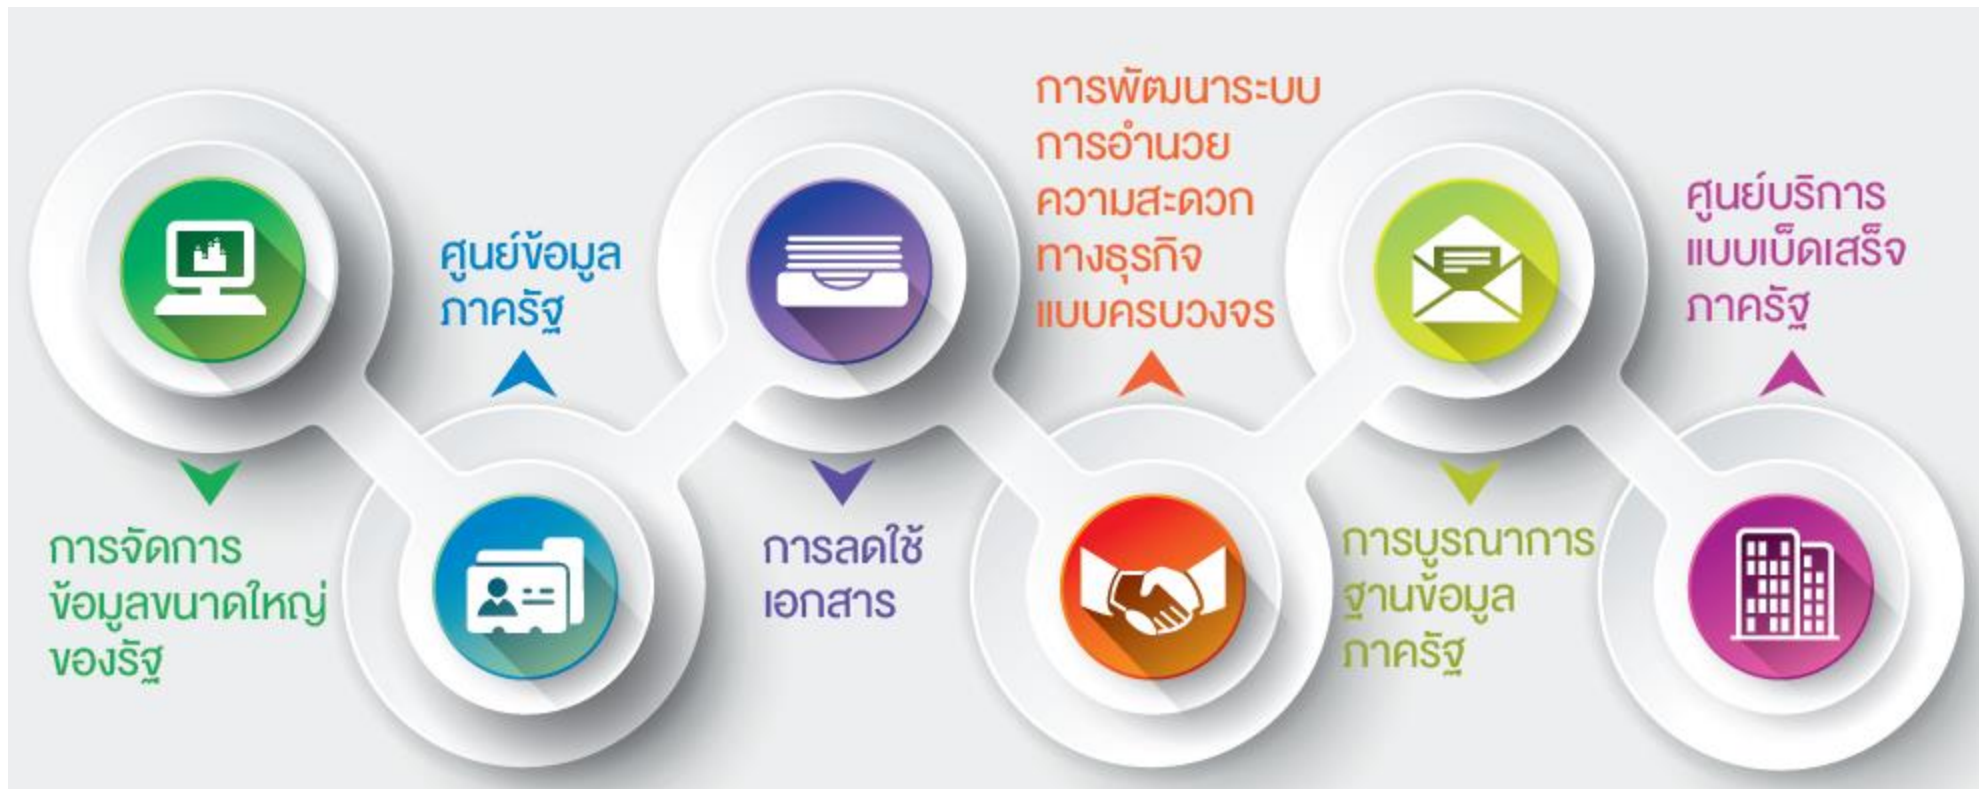 การจัดการ
ข้อมูลขนาดใหญ่
ของรัฐ
ศูนย์ข้อมูล
ภาครัฐ
การลดใช้
เอกสาร
การพัฒนาระบบ
การอำนวย
ความสะดวก
ทางธุรกิจ
แบบครบวงจร
การบูรณาการ
ฐานข้อมูล
ภาครัฐ
ศูนย์บริการ
แบบเบ็ดเสร็จ
ภาครัฐ